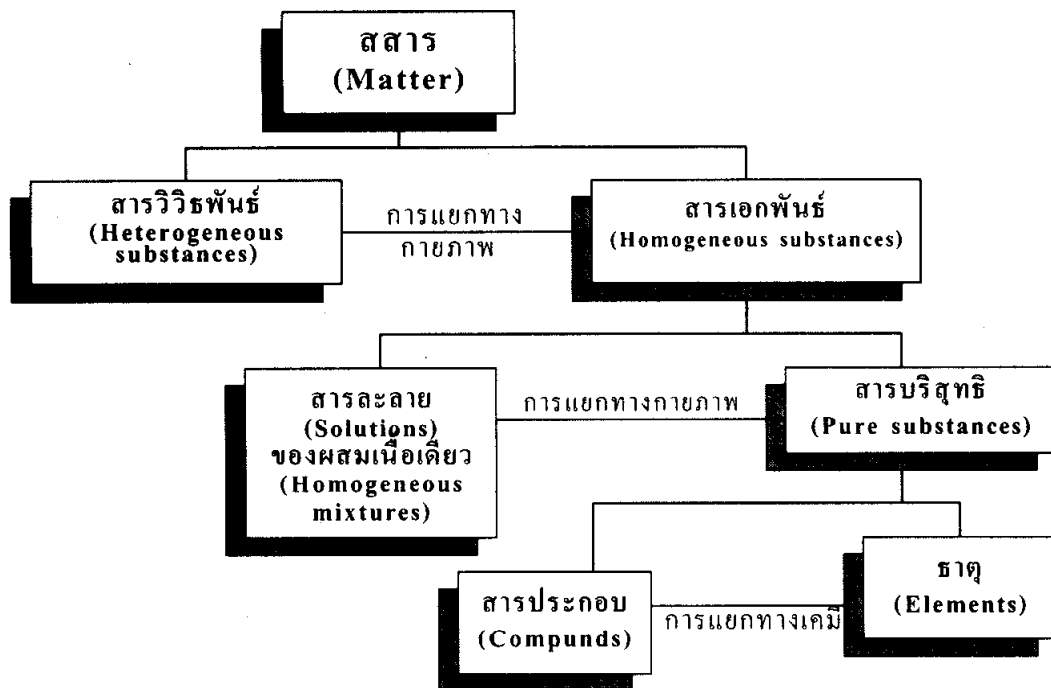 สสาร
(Matter)
สารวิวิธพันธ์
(Heterogeneous
substances)
การแยกทาง
กายภาพ
สารเอกพันธ์
(Homogeneous substances)
สารละลาย
(Solutions)
ของผสมเนื้อเดียว
(Homogeneous
mixtures)
การแยกทางกายภาพ
สารบริสุทธิ
(Pure substances)
สารประกอบ
(Compunds)
การแยกทางเคมี
ธาตุ
(Elements)